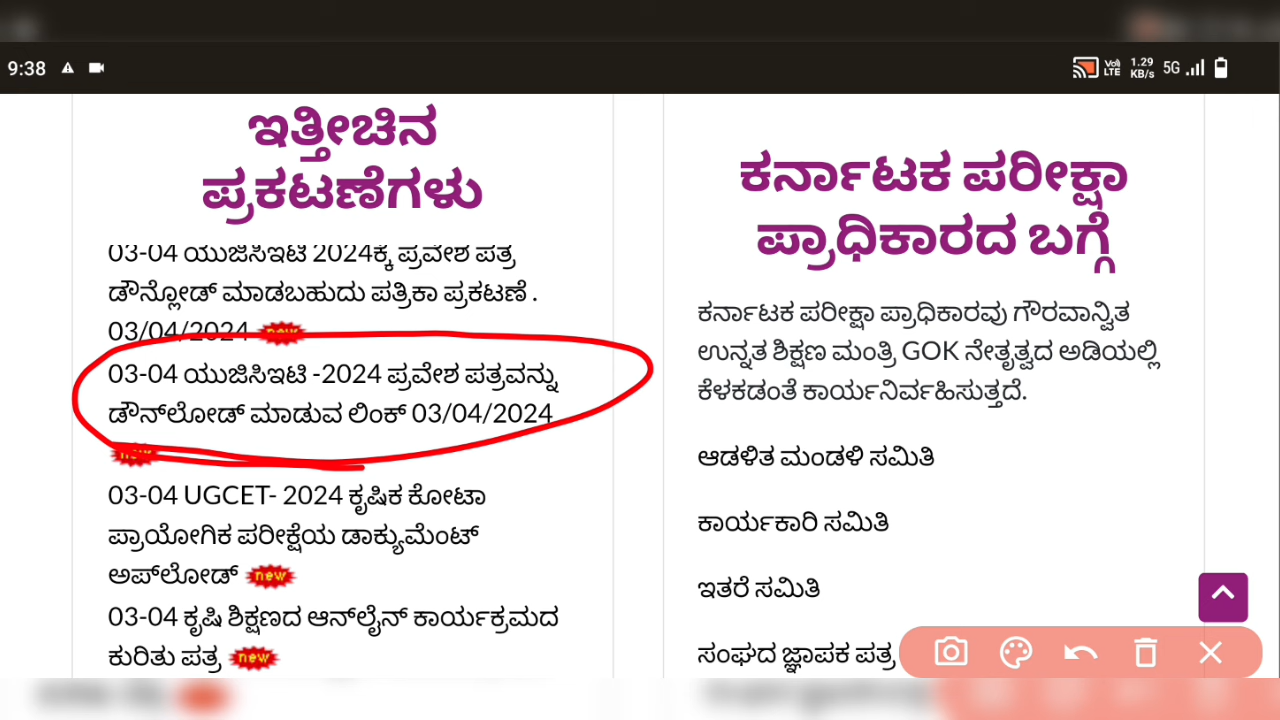 9:38
Vo)) LTE
1.29 KB/s
5G
ಇತ್ತೀಚಿನ
ಪ್ರಕಟಣೆಗಳು
03-04 ಯುಜಿಸಿಇಟಿ 2024ಕ್ಕೆ ಪ್ರವೇಶ ಪತ್ರ
ಡೌನ್ಲೋಡ್ ಮಾಡಬಹುದು ಪತ್ರಿಕಾ ಪ್ರಕಟಣೆ .
03/04/2024 new
03-04 ಯುಜಿಸಿಇಟಿ -2024 ಪ್ರವೇಶ ಪತ್ರವನ್ನು
ಡೌನ್‌ಲೋಡ್ ಮಾಡುವ ಲಿಂಕ್ 03/04/2024
new
03-04 UGCET- 2024 ಕೃಷಿಕ ಕೋಟಾ
ಪ್ರಾಯೋಗಿಕ ಪರೀಕ್ಷೆಯ ಡಾಕ್ಯುಮೆಂಟ್
ಅಪ್‌ಲೋಡ್ new
03-04 ಕೃಷಿ ಶಿಕ್ಷಣದ ಆನ್‌ಲೈನ್ ಕಾರ್ಯಕ್ರಮದ
ಕುರಿತು ಪತ್ರ new
ಕರ್ನಾಟಕ ಪರೀಕ್ಷಾ
ಪ್ರಾಧಿಕಾರದ ಬಗ್ಗೆ
ಕರ್ನಾಟಕ ಪರೀಕ್ಷಾ ಪ್ರಾಧಿಕಾರವು ಗೌರವಾನ್ವಿತ
ಉನ್ನತ ಶಿಕ್ಷಣ ಮಂತ್ರಿ GOK ನೇತೃತ್ವದ ಅಡಿಯಲ್ಲಿ
ಕೆಳಕಡಂತೆ ಕಾರ್ಯನಿರ್ವಹಿಸುತ್ತದೆ.
ಆಡಳಿತ ಮಂಡಳಿ ಸಮಿತಿ
ಕಾರ್ಯಕಾರಿ ಸಮಿತಿ
ಇತರೆ ಸಮಿತಿ
ಸಂಘದ ಜ್ಞಾಪಕ ಪತ್ರ